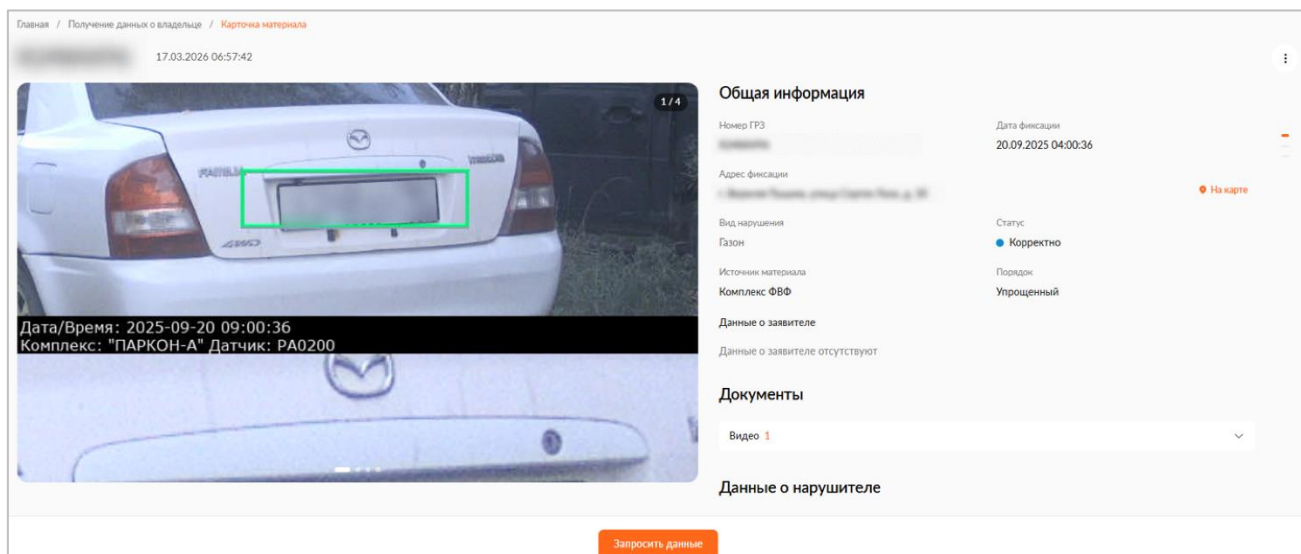 Главная / Получение данных о владельце / Карточка материала
17.03.2026 06:57:42
1/4
FAMILIA
mazda
4WD
Дата/Время: 2025-09-20 09:00:36
Комплекс: "ПАРКОН-А" Датчик: PA0200
Общая информация
Номер ГРЗ
Дата фиксации
20.09.2025 04:00:36
Адрес фиксации
На карте
Вид нарушения
Статус
Газон
Корректно
Источник материала
Порядок
Комплекс ФВФ
Упрощенный
Данные о заявителе
Данные о заявителе отсутствуют
Документы
Видео 1
Данные о нарушителе
Запросить данные